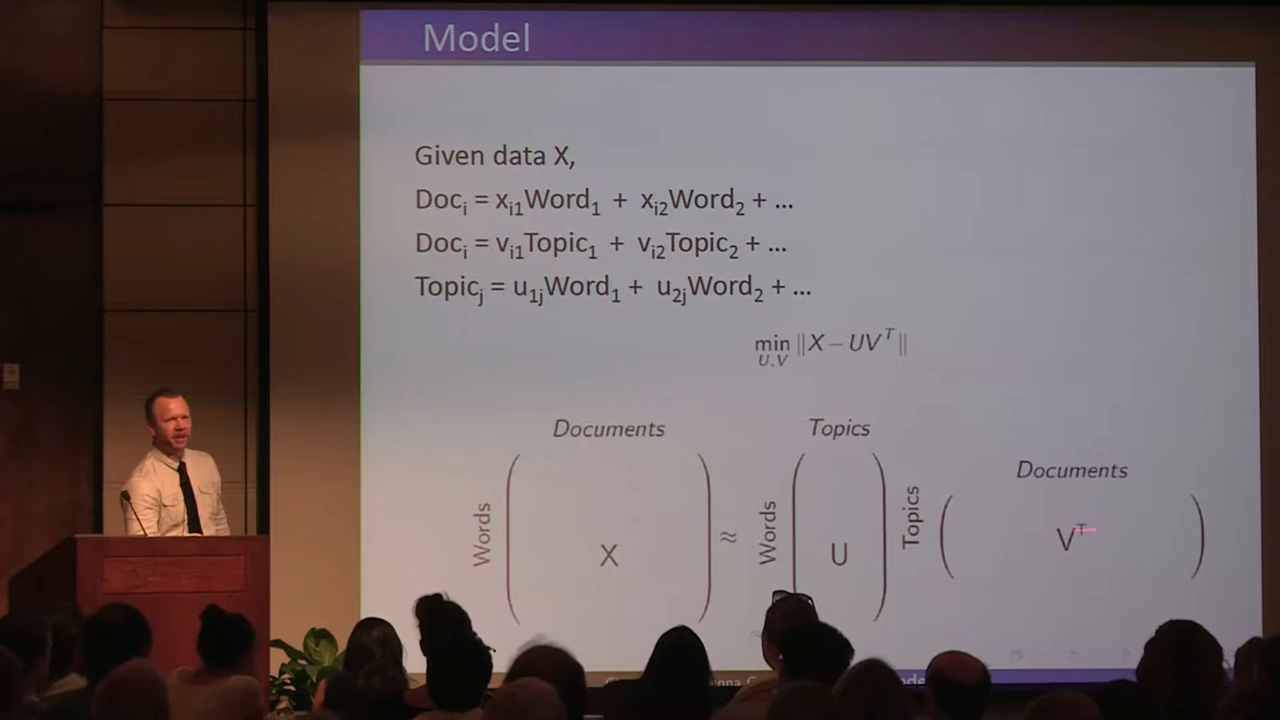 Model
Given data X,
Docᵢ = xᵢ₁Word₁ + xᵢ₂Word₂ + ...
Docᵢ = vᵢ₁Topic₁ + vᵢ₂Topic₂ + ...
Topicⱼ = u₁ⱼWord₁ + u₂ⱼWord₂ + ...
min ‖X − UVᵀ‖
U,V
Documents
Words
X
≈
Topics
Words
U
Documents
Topics
Vᵀ